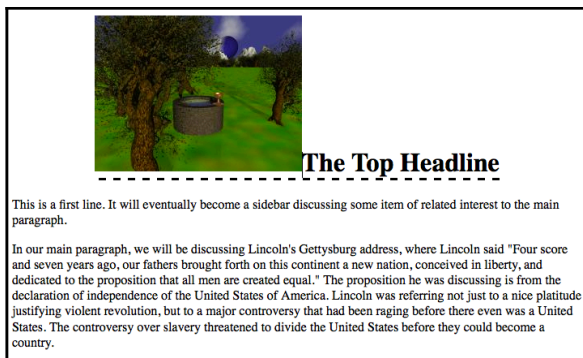 The Top Headline
This is a first line. It will eventually become a sidebar discussing some item of related interest to the main
paragraph.
In our main paragraph, we will be discussing Lincoln's Gettysburg address, where Lincoln said "Four score
and seven years ago, our fathers brought forth on this continent a new nation, conceived in liberty, and
dedicated to the proposition that all men are created equal." The proposition he was discussing is from the
declaration of independence of the United States of America. Lincoln was referring not just to a nice platitude
justifying violent revolution, but to a major controversy that had been raging before there even was a United
States. The controversy over slavery threatened to divide the United States before they could become a
country.